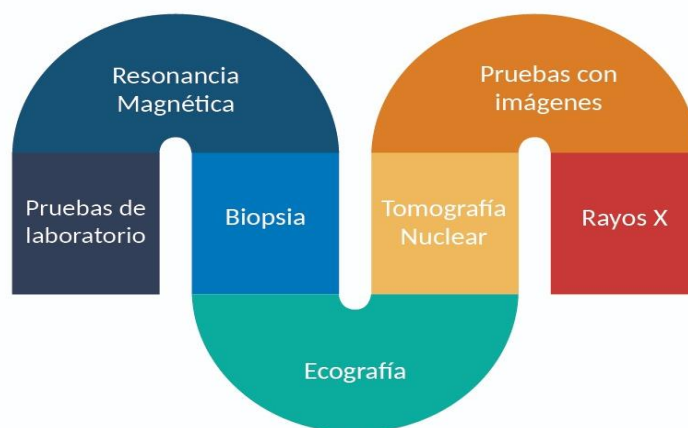 Resonancia
Magnética
Pruebas con
imágenes
Pruebas de
laboratorio
Biopsia
Tomografía
Nuclear
Rayos X
Ecografía